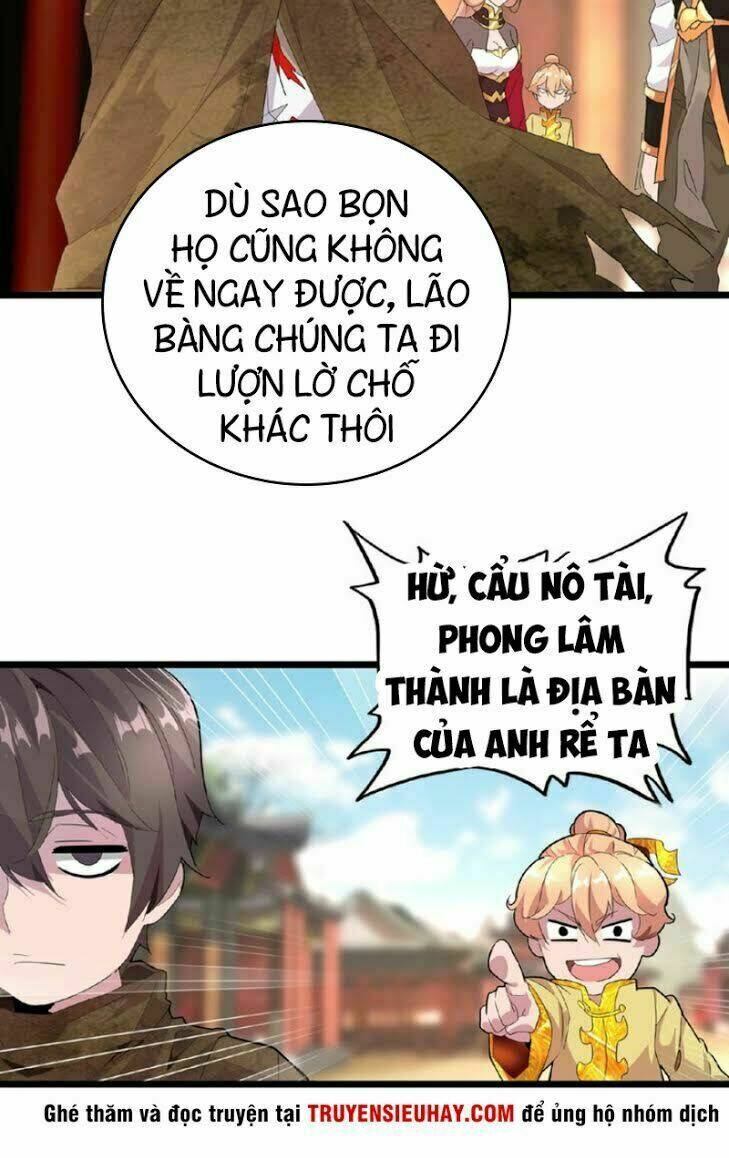 DÙ SAO BỌN
HỌ CŨNG KHÔNG
VỀ NGAY ĐƯỢC, LÃO
BÀNG CHÚNG TA ĐI
LƯỢN LỜ CHỖ
KHÁC THÔI
HỪ, CẨU NÔ TÀI,
PHONG LÂM
THÀNH LÀ ĐỊA BÀN
CỦA ANH RỂ TA
Ghé thăm và đọc truyện tại TRUYENSIEUHAY.COM để ủng hộ nhóm dịch